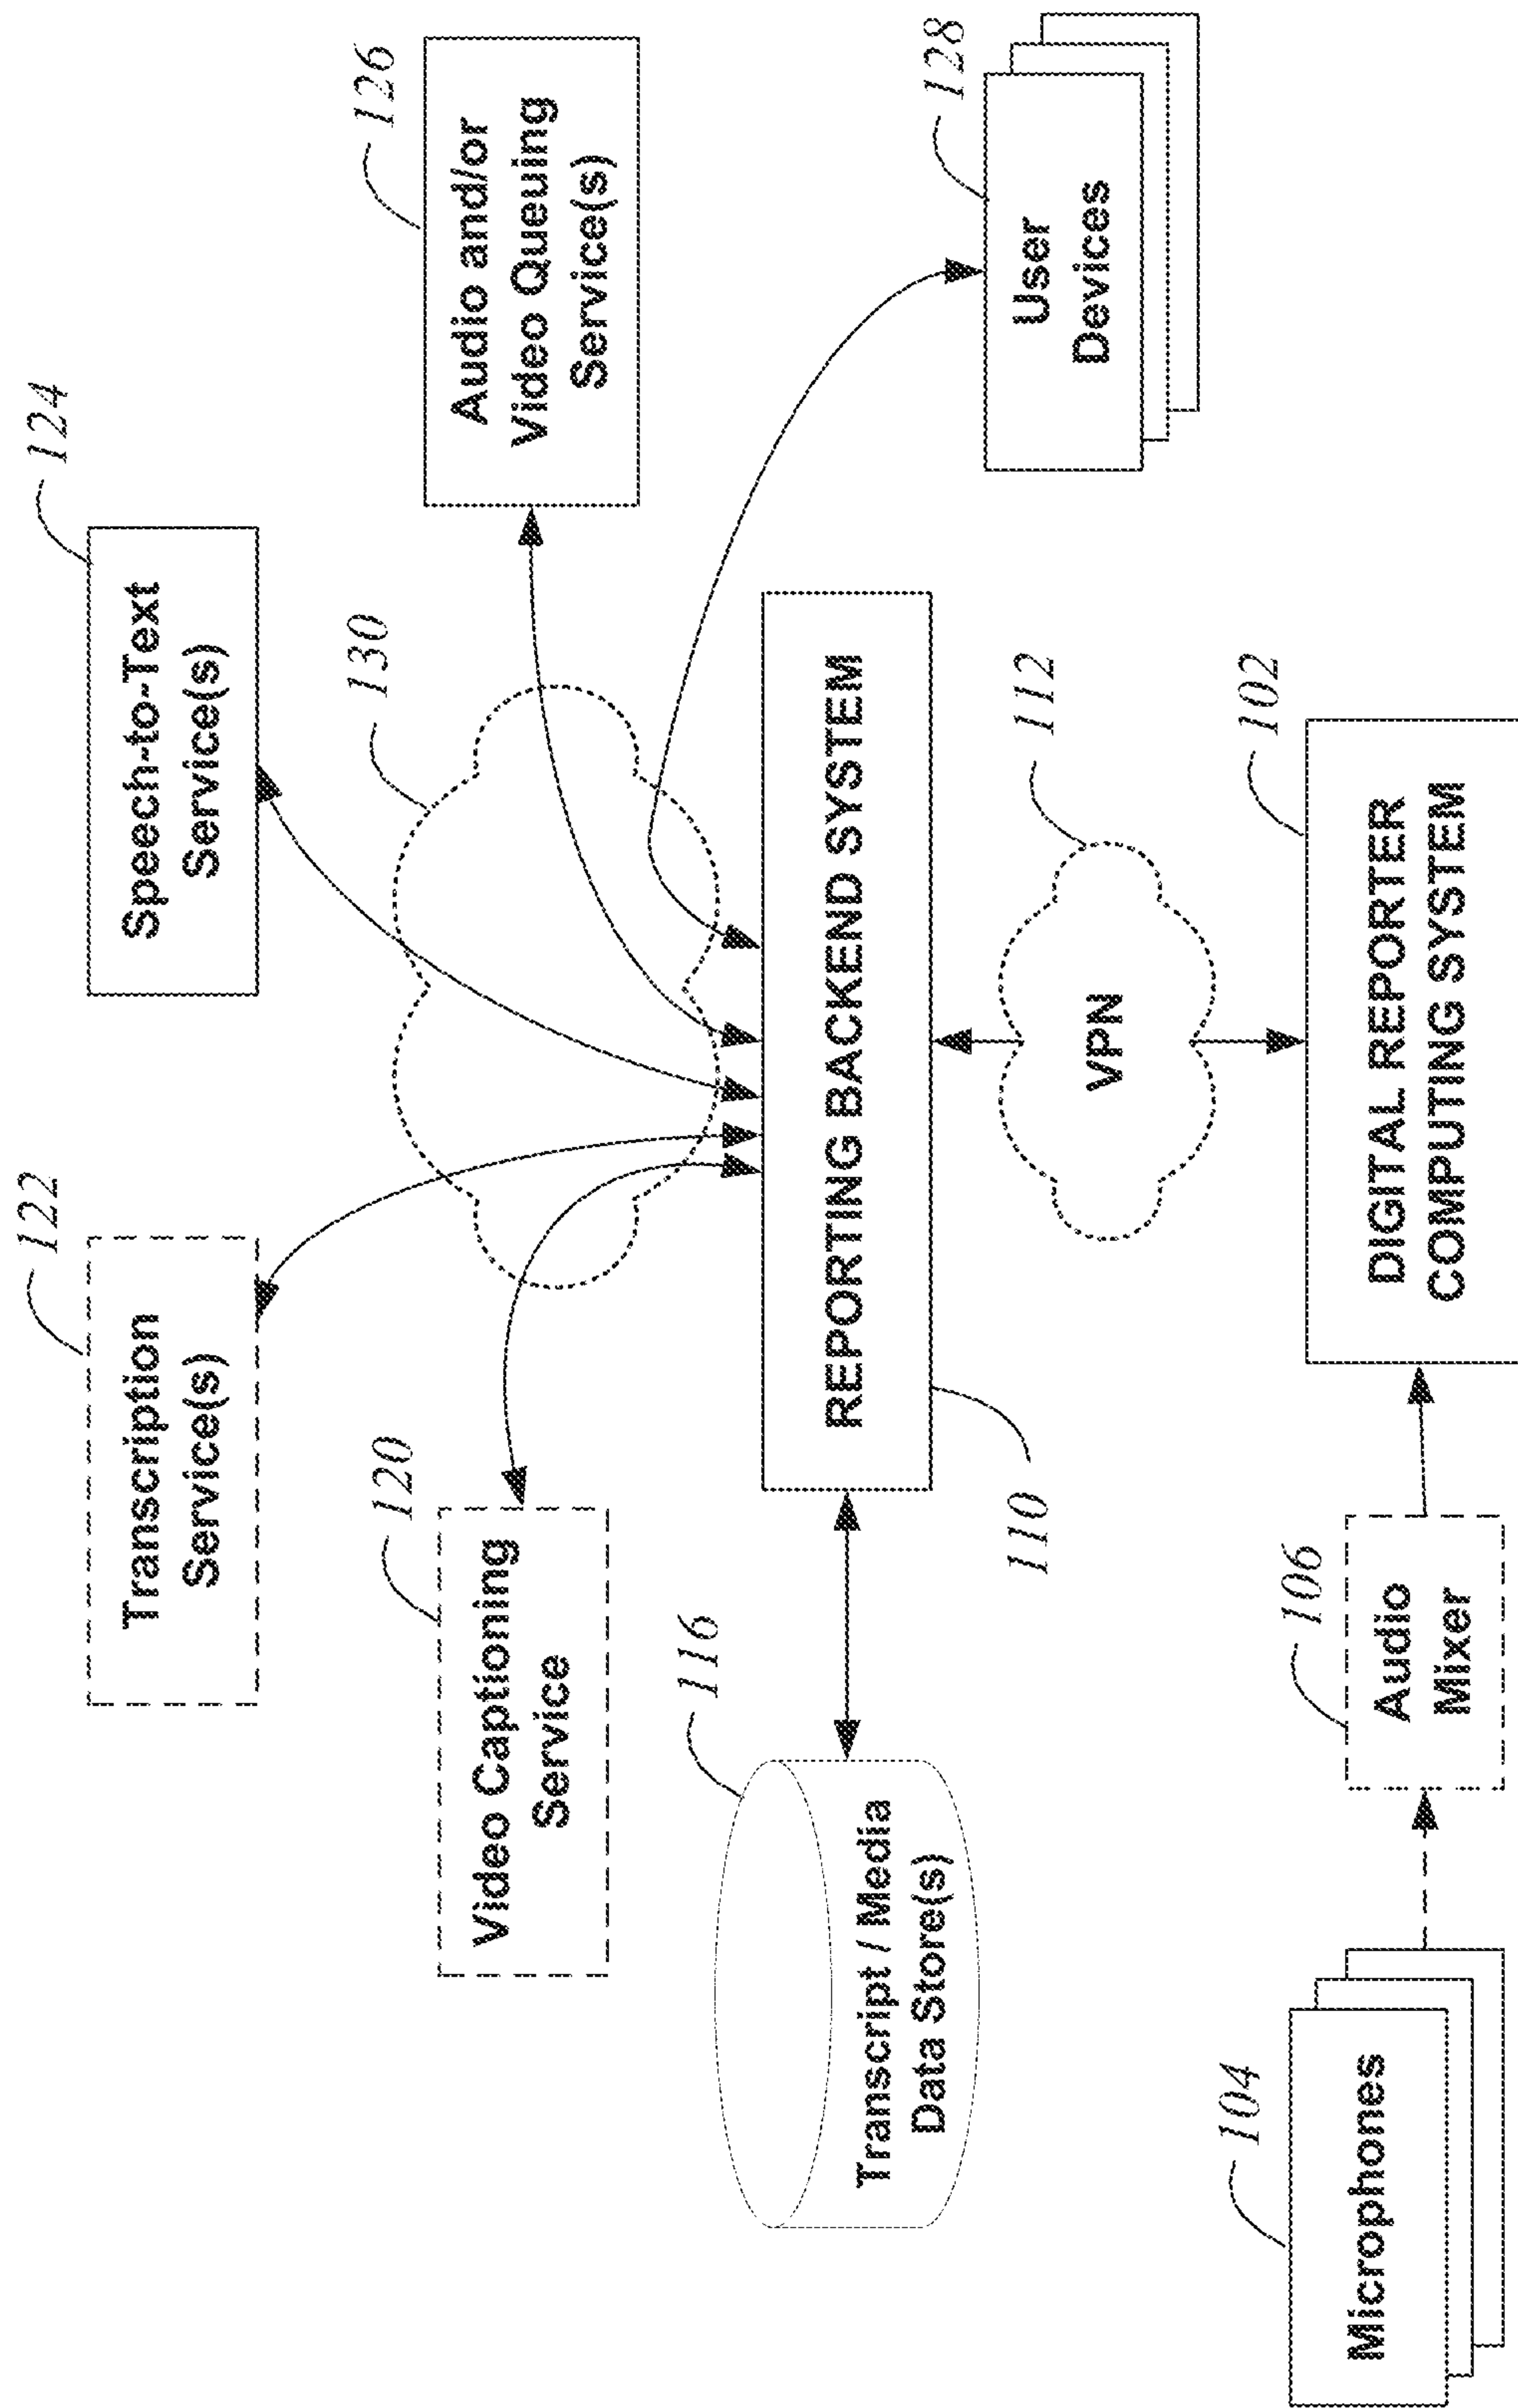 122
Transcription
Service(s)
124
Speech-to-Text
Service(s)
120
Video Captioning
Service
130
126
Audio and/or
Video Queuing
Service(s)
116
Transcript / Media
Data Store(s)
REPORTING BACKEND SYSTEM
110
128
User
Devices
112
VPN
104
Microphones
106
Audio
Mixer
102
DIGITAL REPORTER
COMPUTING SYSTEM